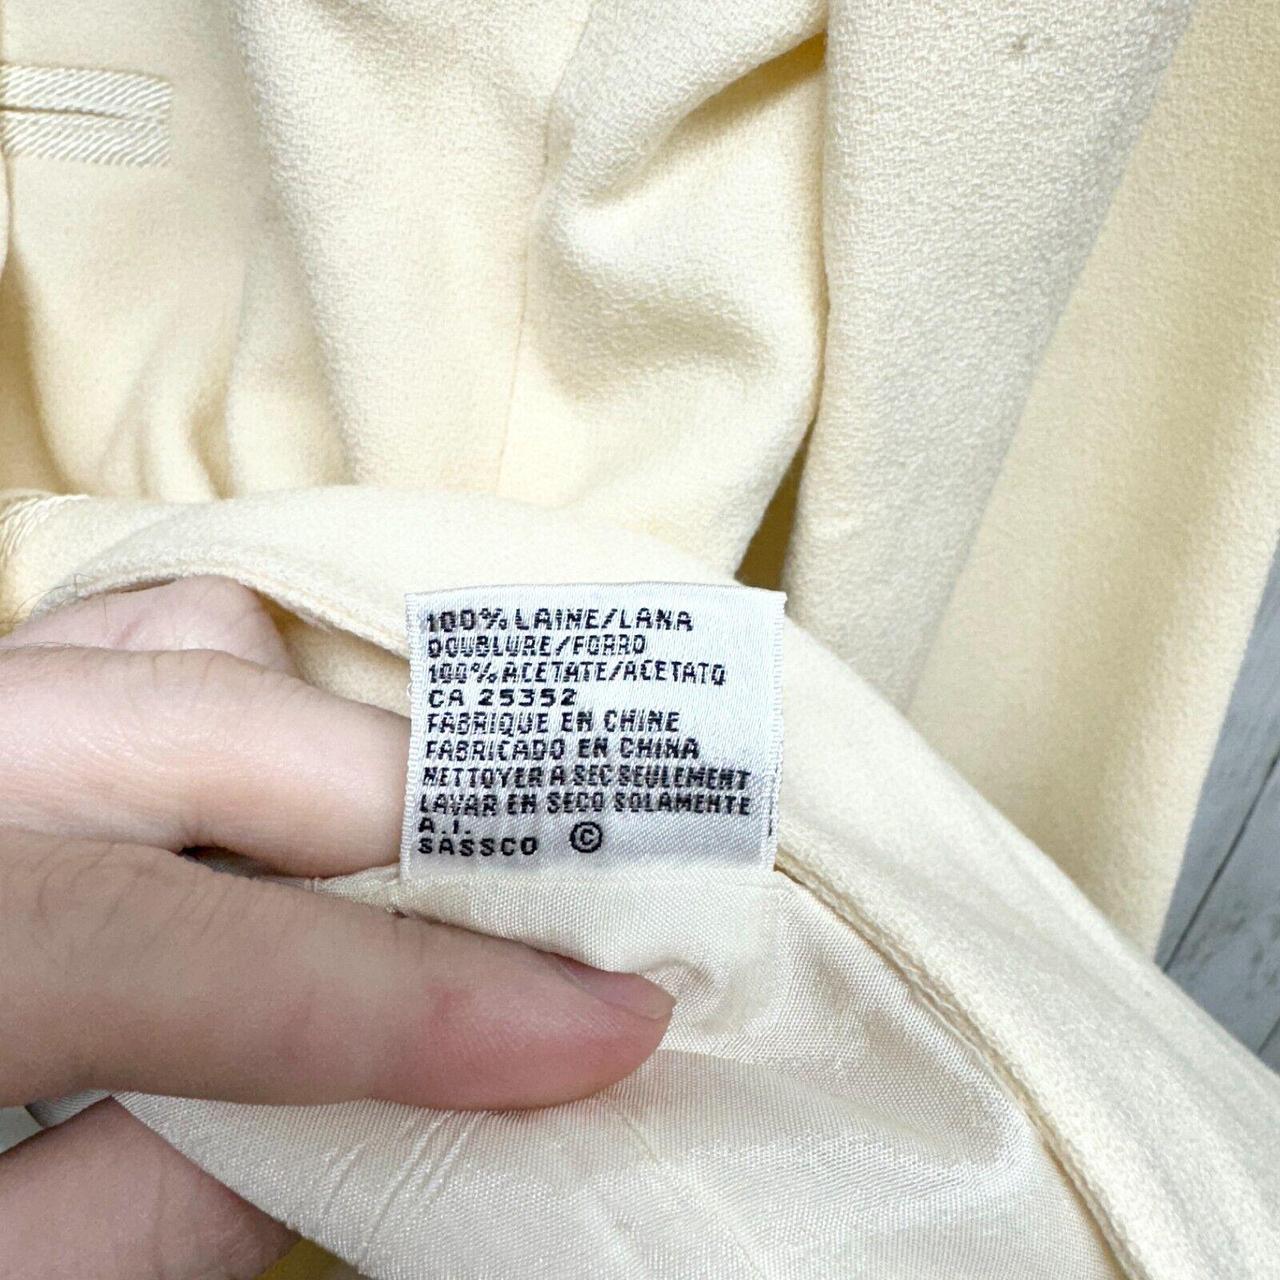 100% LAINE/LANA
DOUBLURE/FORRO
100% ACETATE/ACETATO
CA 25352
FABRIQUE EN CHINE
FABRICADO EN CHINA
NETTOYER A SEC SEULEMENT
LAVAR EN SECO SOLAMENTE
A.I.
SASSCO ©